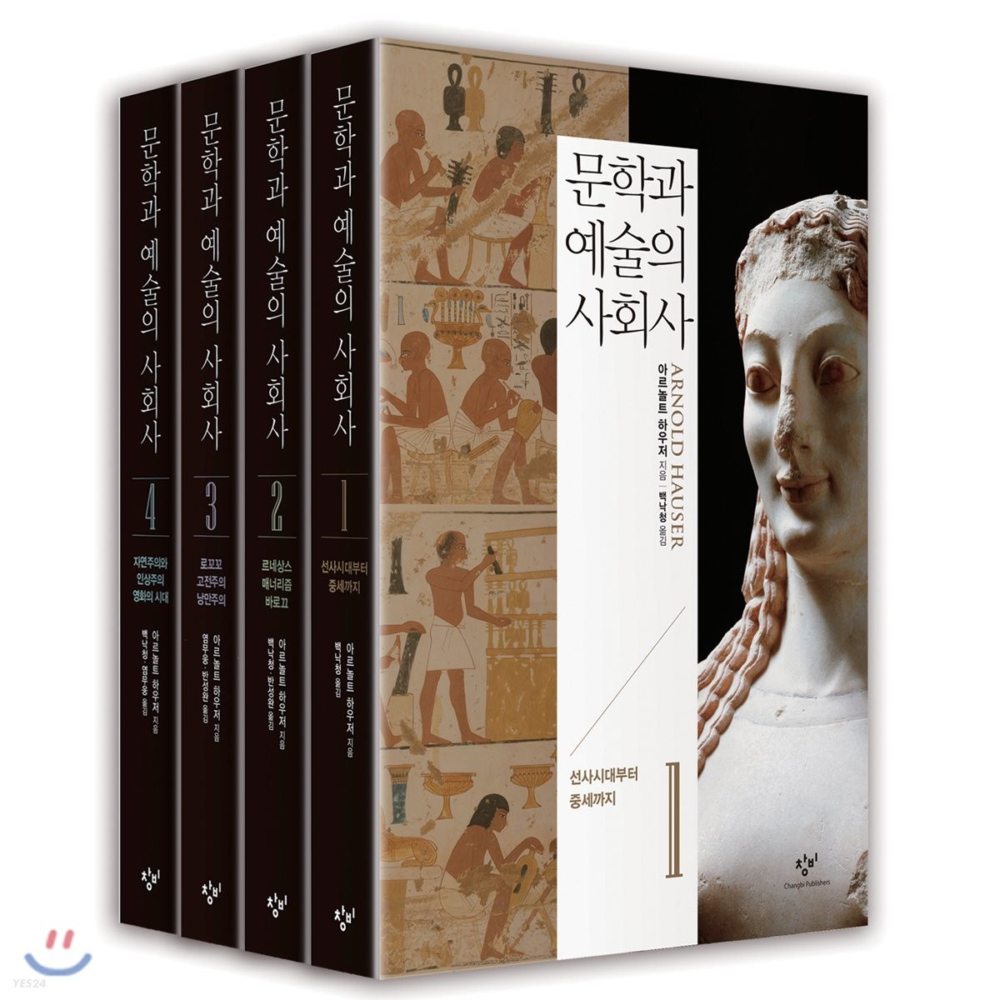 문학과 예술의 사회사
4
자연주의와
인상주의
영화의 시대
아르놀트 하우저 지음
백낙청·염무웅 옮김
창비
문학과 예술의 사회사
3
로꼬꼬
고전주의
낭만주의
아르놀트 하우저 지음
염무웅·반성완 옮김
창비
문학과 예술의 사회사
2
르네상스
매너리즘
바로끄
아르놀트 하우저 지음
백낙청·반성완 옮김
창비
문학과 예술의 사회사
1
선사시대부터
중세까지
아르놀트 하우저 지음
백낙청 옮김
창비
문학과
예술의
사회사
ARNOLD HAUSER
아르놀트 하우저 지음 | 백낙청 옮김
선사시대부터
중세까지
1
창비
Changbi Publishers
YES24